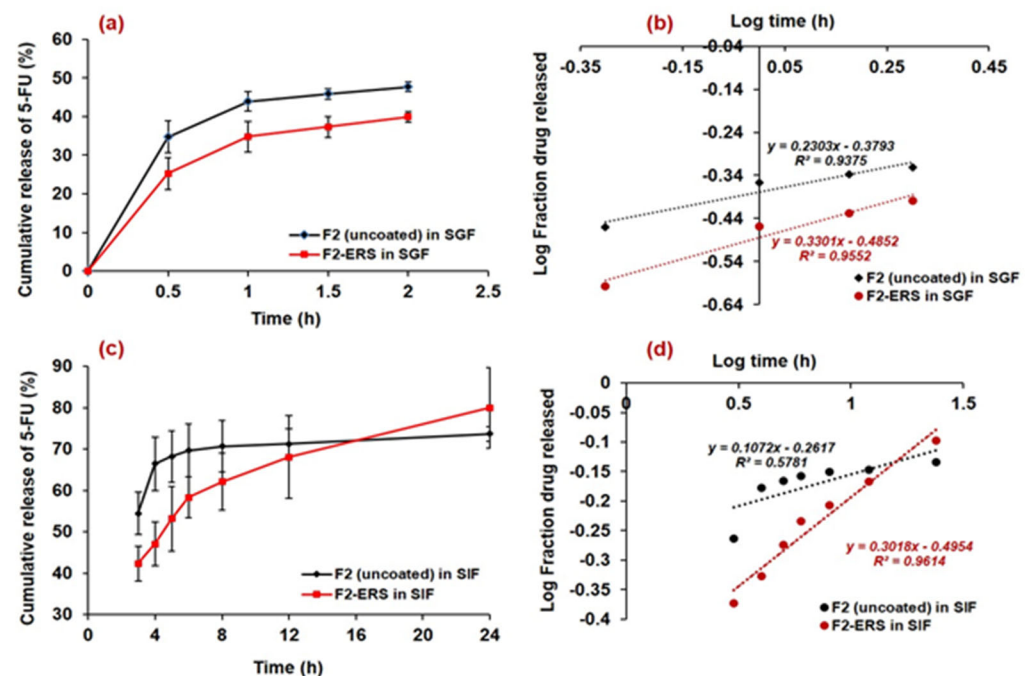 (a)
Cumulative release of 5-FU (%)
60
50
40
30
20
10
0
0 0.5 1 1.5 2 2.5
Time (h)
F2 (uncoated) in SGF
F2-ERS in SGF
(b)
Log time (h)
Log Fraction drug released
-0.35 -0.15 0.05 0.25 0.45
-0.04
-0.14
-0.24
-0.34
-0.44
-0.54
-0.64
y = 0.2303x - 0.3793
R² = 0.9375
y = 0.3301x - 0.4852
R² = 0.9552
F2 (uncoated) in SGF
F2-ERS in SGF
(c)
Cumulative release of 5-FU (%)
90
80
70
60
50
40
30
0 4 8 12 16 20 24
Time (h)
F2 (uncoated) in SIF
F2-ERS in SIF
(d)
Log time (h)
Log Fraction drug released
0 0.5 1 1.5
0
-0.05
-0.1
-0.15
-0.2
-0.25
-0.3
-0.35
-0.4
y = 0.1072x - 0.2617
R² = 0.5781
y = 0.3018x - 0.4954
R² = 0.9614
F2 (uncoated) in SIF
F2-ERS in SIF